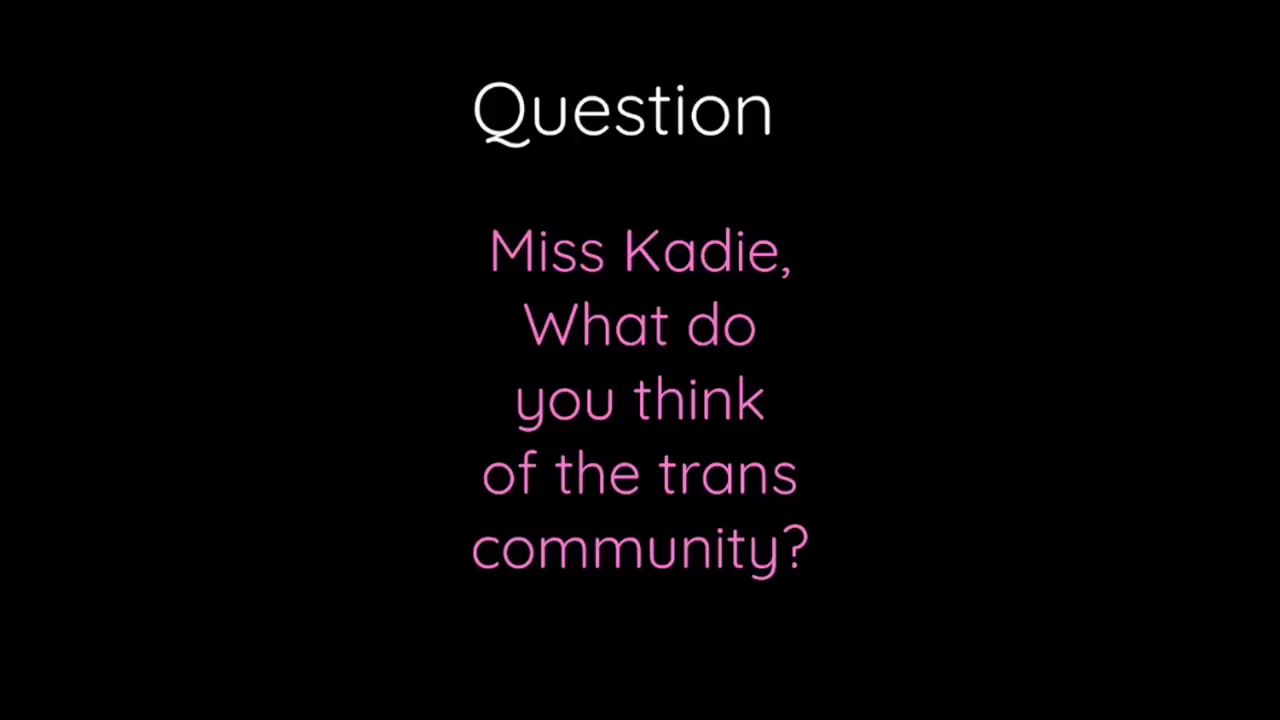 Question
Miss Kadie,
What do
you think
of the trans
community?